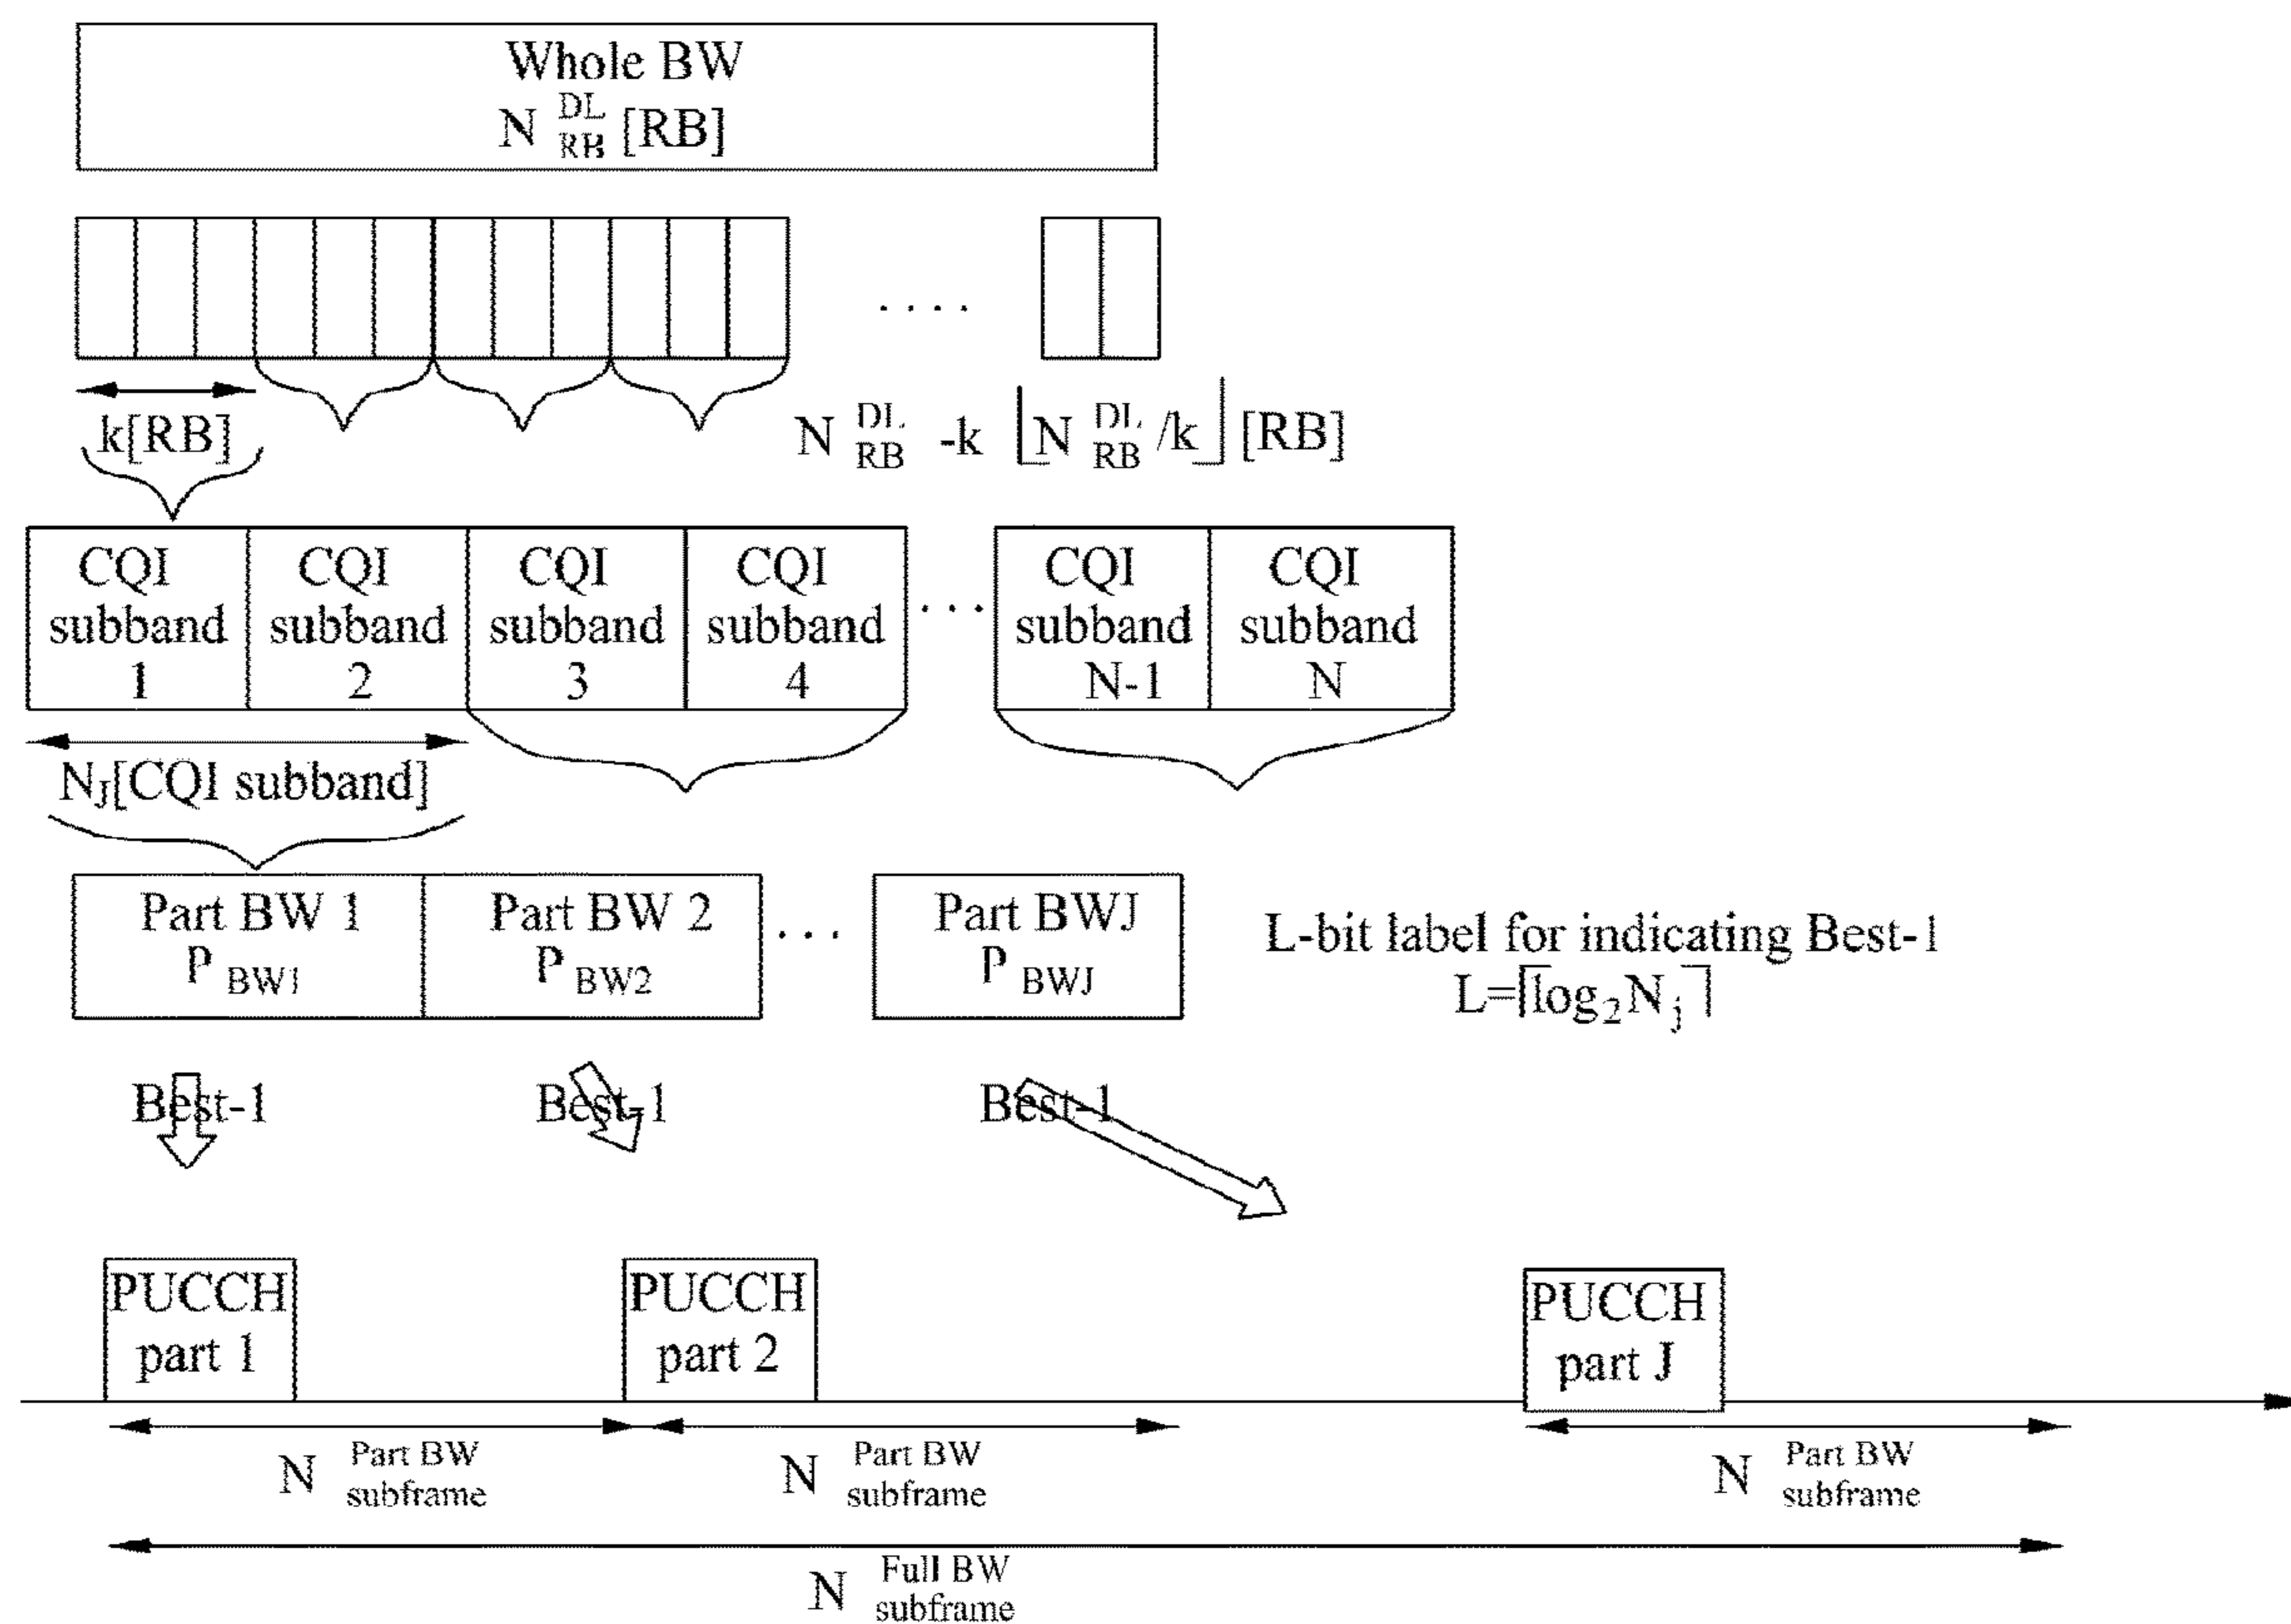 Whole BW
N DL RB [RB]
. . . .
k[RB]
N DL RB -k ⌊N DL RB /k⌋ [RB]
CQI subband 1
CQI subband 2
CQI subband 3
CQI subband 4
. . .
CQI subband N-1
CQI subband N
NJ[CQI subband]
Part BW 1
P BW1
Part BW 2
P BW2
. . .
Part BWJ
P BWJ
L-bit label for indicating Best-1
L=⌈log2Nj⌉
Best-1
Best-1
Best-1
PUCCH
part 1
PUCCH
part 2
PUCCH
part J
N Part BW subframe
N Part BW subframe
N Part BW subframe
N Full BW subframe